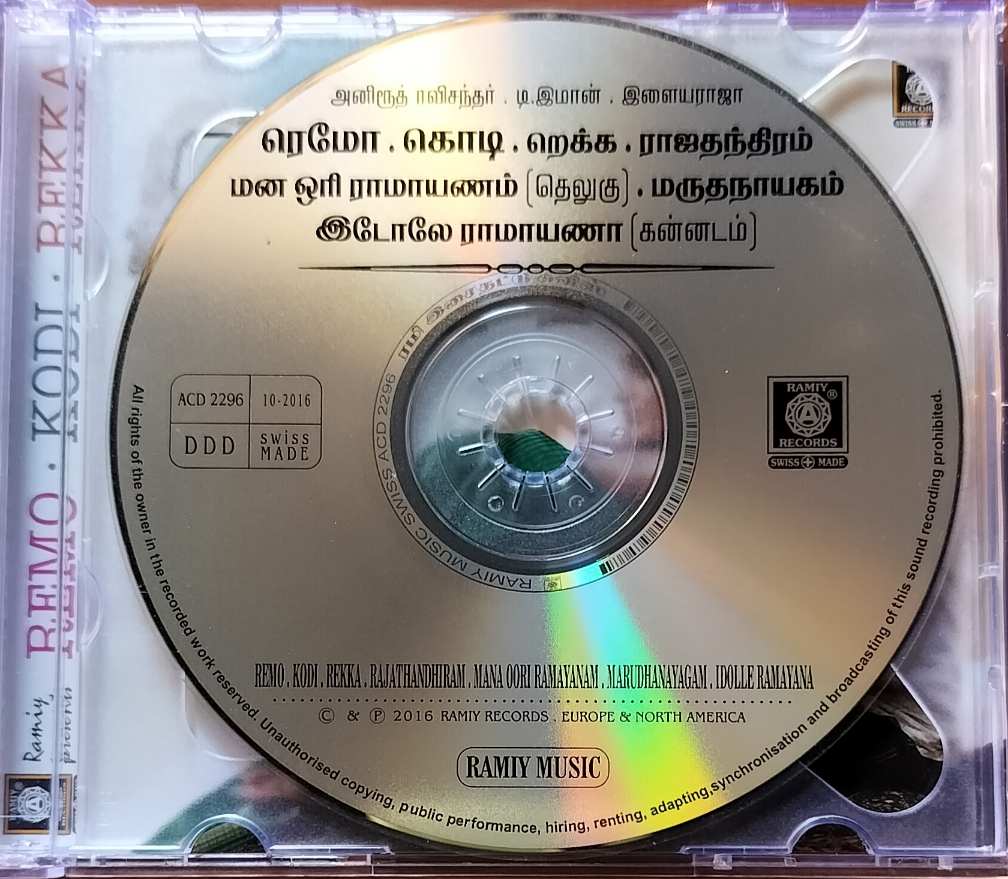 அனிரூத் ரவிசந்தர் . டி.இமான் . இளையராஜா
ரெமோ . கொடி . றெக்க . ராஜதந்திரம்
மன ஒரி ராமாயணம் (தெலுகு) . மருதநாயகம்
இடோலே ராமாயணா (கன்னடம்)
ACD 2296
10-2016
DDD
SWISS MADE
RAMIY MUSIC SWISS ACD 2296
RAMIY ®
RECORDS
SWISS MADE
All rights of the owner in the recorded work reserved. Unauthorised copying, public performance, hiring, renting, adapting,synchronisation and broadcasting of this sound recording prohibited.
REMO . KODI . REKKA . RAJATHANDHIRAM . MANA OORI RAMAYANAM . MARUDHANAYAGAM . IDOLLE RAMAYANA
© & ℗ 2016 RAMIY RECORDS . EUROPE & NORTH AMERICA
RAMIY MUSIC
REMO . KODI . REKKA
Ramiy
presents